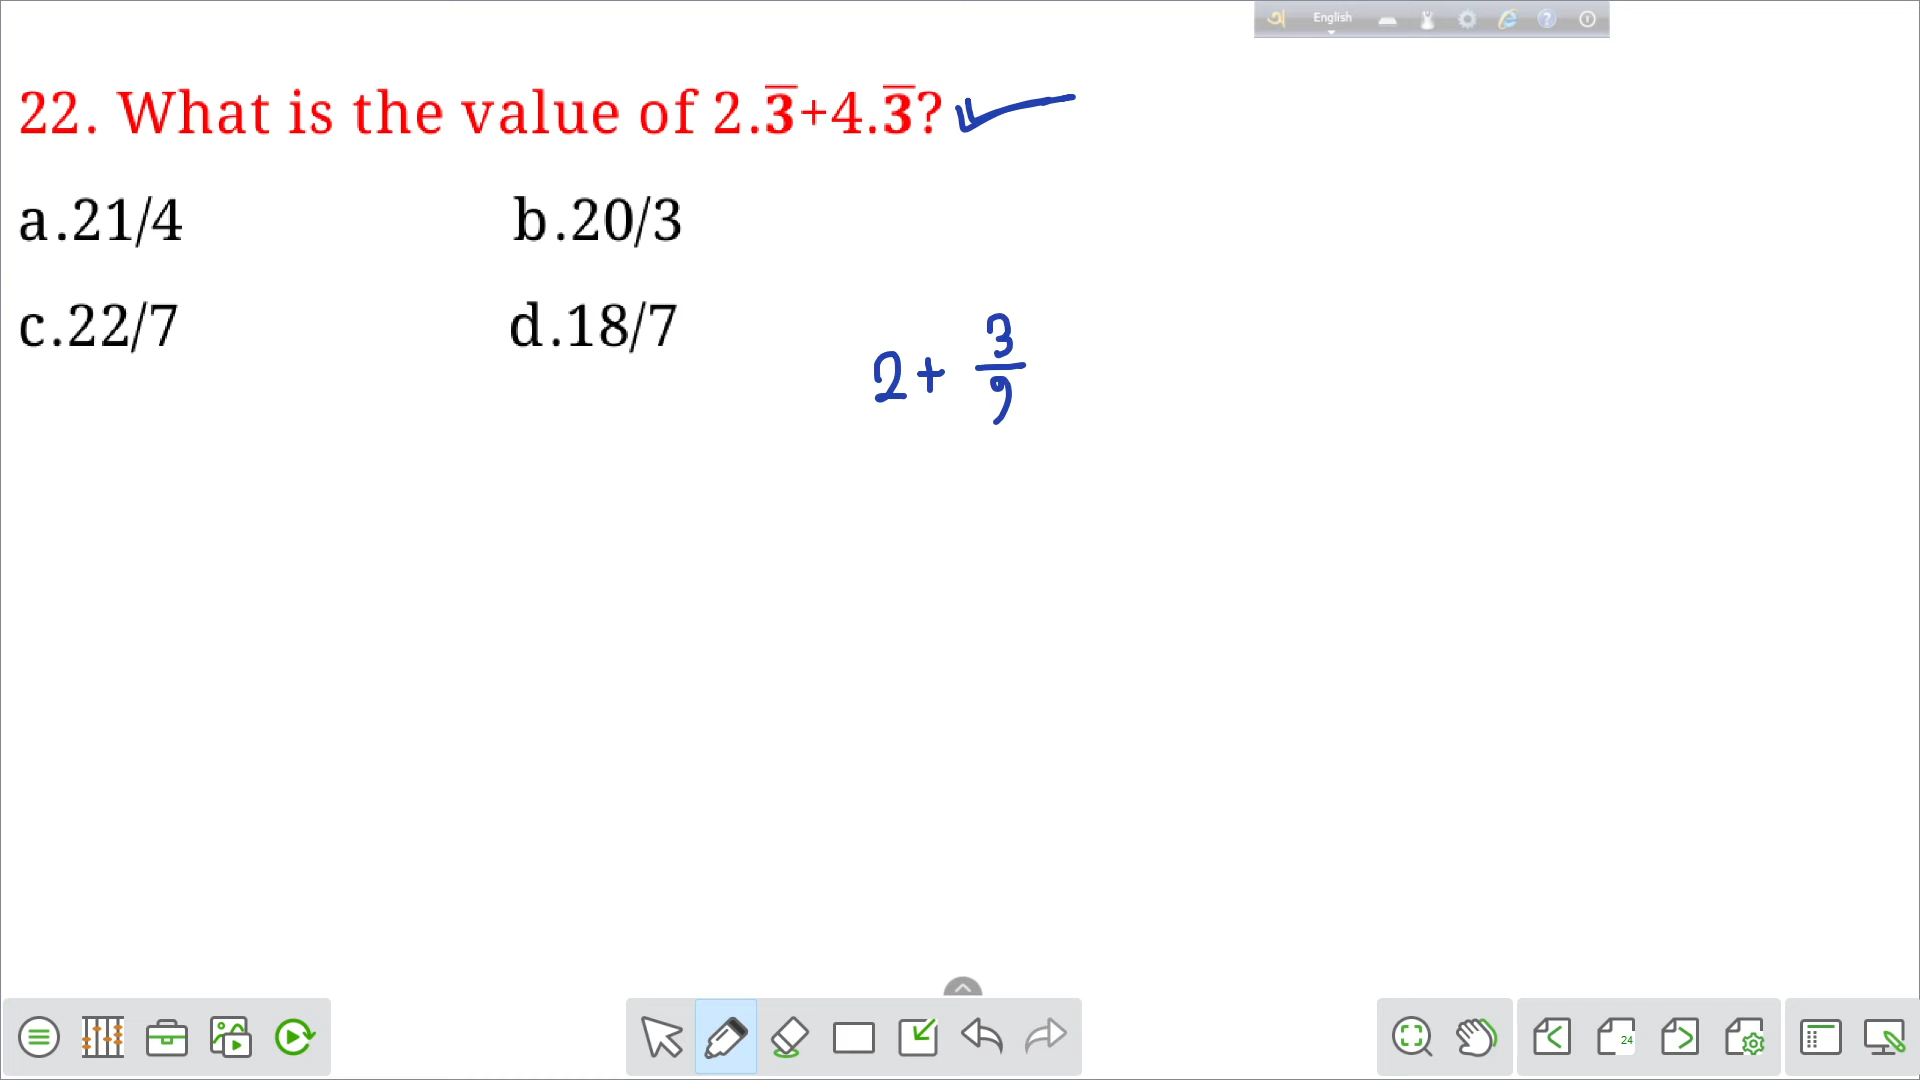 অ English
22. What is the value of 2.3̅+4.3̅?
a.21/4 b.20/3
c.22/7 d.18/7
2 + 3/9
24